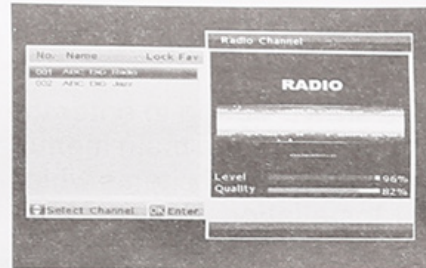 No. Name Lock Fav
001 ABC DiG Radio
002 ABC DiG Jazz
Select Channel OK Enter
Radio Channel
RADIO
Level 96%
Quality 82%